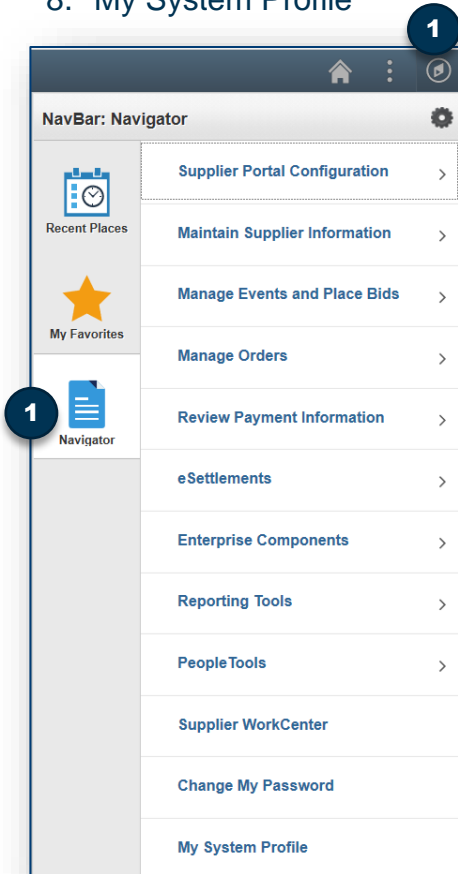 8. My System Profile
1
NavBar: Navigator
Recent Places
My Favorites
1
Navigator
Supplier Portal Configuration
Maintain Supplier Information
Manage Events and Place Bids
Manage Orders
Review Payment Information
eSettlements
Enterprise Components
Reporting Tools
PeopleTools
Supplier WorkCenter
Change My Password
My System Profile